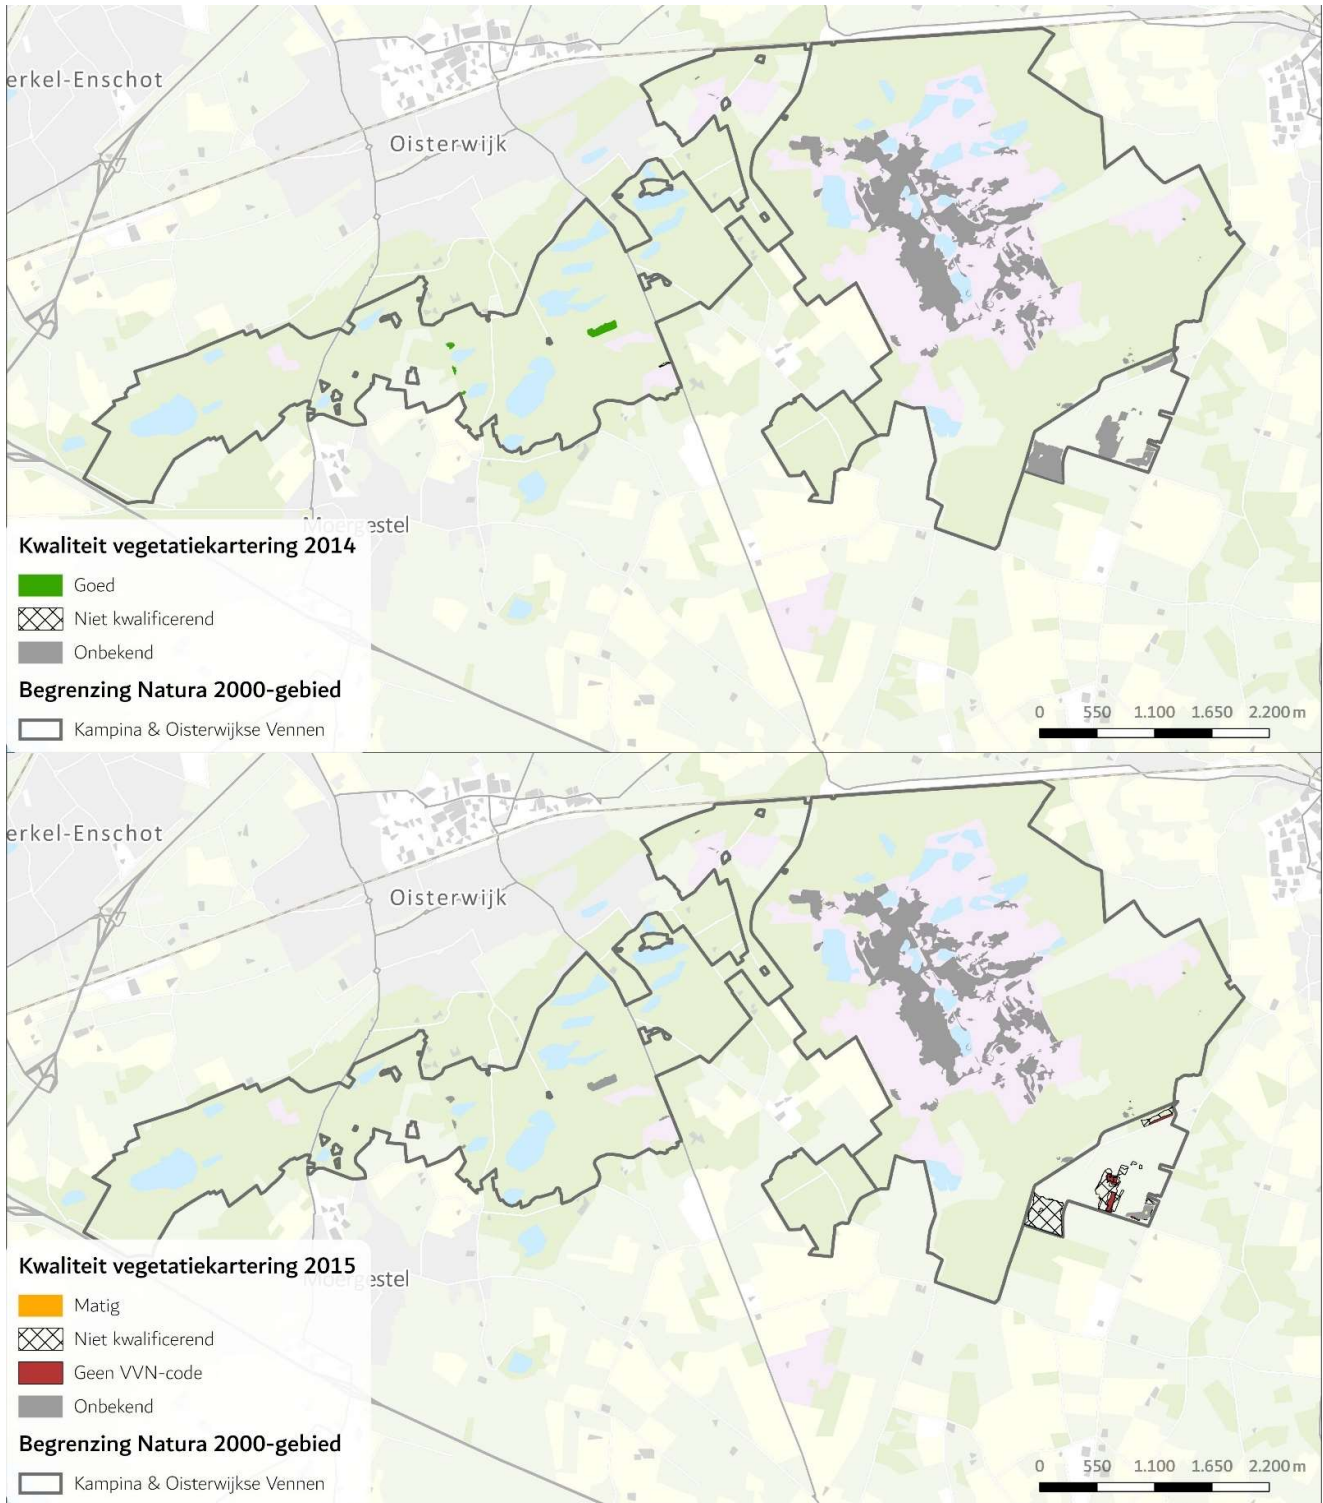 erkel-Enschot
Oisterwijk
Moergestel
Kwaliteit vegetatiekartering 2014
Goed
Niet kwalificerend
Onbekend
Begrenzing Natura 2000-gebied
Kampina & Oisterwijkse Vennen
0 550 1.100 1.650 2.200 m
erkel-Enschot
Oisterwijk
Moergestel
Kwaliteit vegetatiekartering 2015
Matig
Niet kwalificerend
Geen VVN-code
Onbekend
Begrenzing Natura 2000-gebied
Kampina & Oisterwijkse Vennen
0 550 1.100 1.650 2.200 m